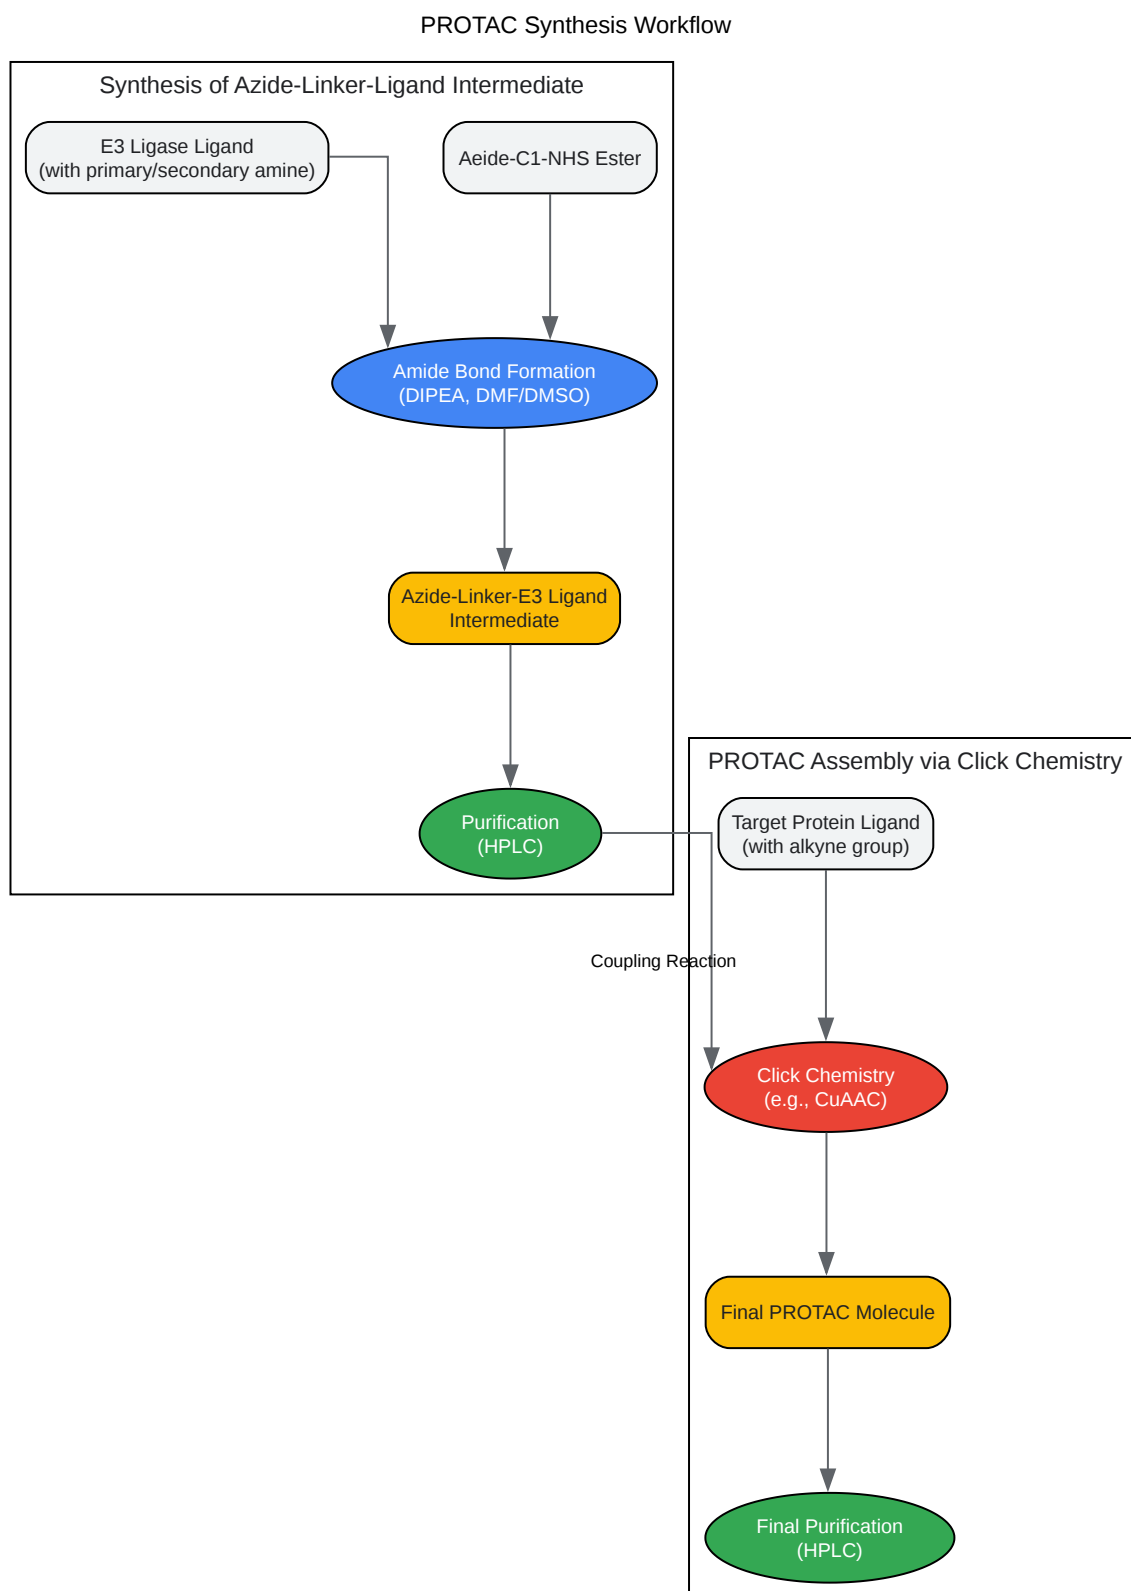 PROTAC Synthesis Workflow
Synthesis of Azide-Linker-Ligand Intermediate
E3 Ligase Ligand
(with primary/secondary amine)
Aeide-C1-NHS Ester
Amide Bond Formation
(DIPEA, DMF/DMSO)
Azide-Linker-E3 Ligand
Intermediate
Purification
(HPLC)
PROTAC Assembly via Click Chemistry
Target Protein Ligand
(with alkyne group)
Coupling Reaction
Click Chemistry
(e.g., CuAAC)
Final PROTAC Molecule
Final Purification
(HPLC)